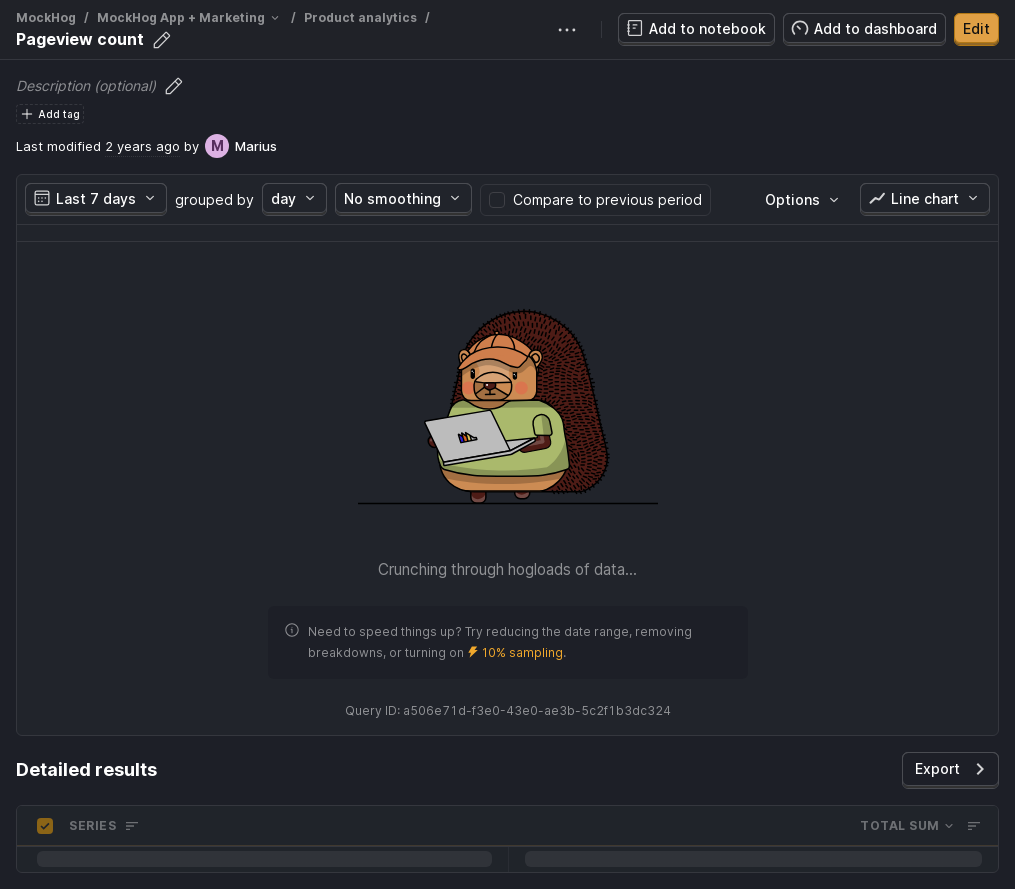 MockHog / MockHog App + Marketing / Product analytics /
Pageview count
Add to notebook
Add to dashboard
Edit
Description (optional)
Add tag
Last modified 2 years ago by M Marius
Last 7 days grouped by day No smoothing Compare to previous period Options Line chart
Crunching through hogloads of data...
Need to speed things up? Try reducing the date range, removing
breakdowns, or turning on 10% sampling.
Query ID: a506e71d-f3e0-43e0-ae3b-5c2f1b3dc324
Detailed results
Export
SERIES
TOTAL SUM